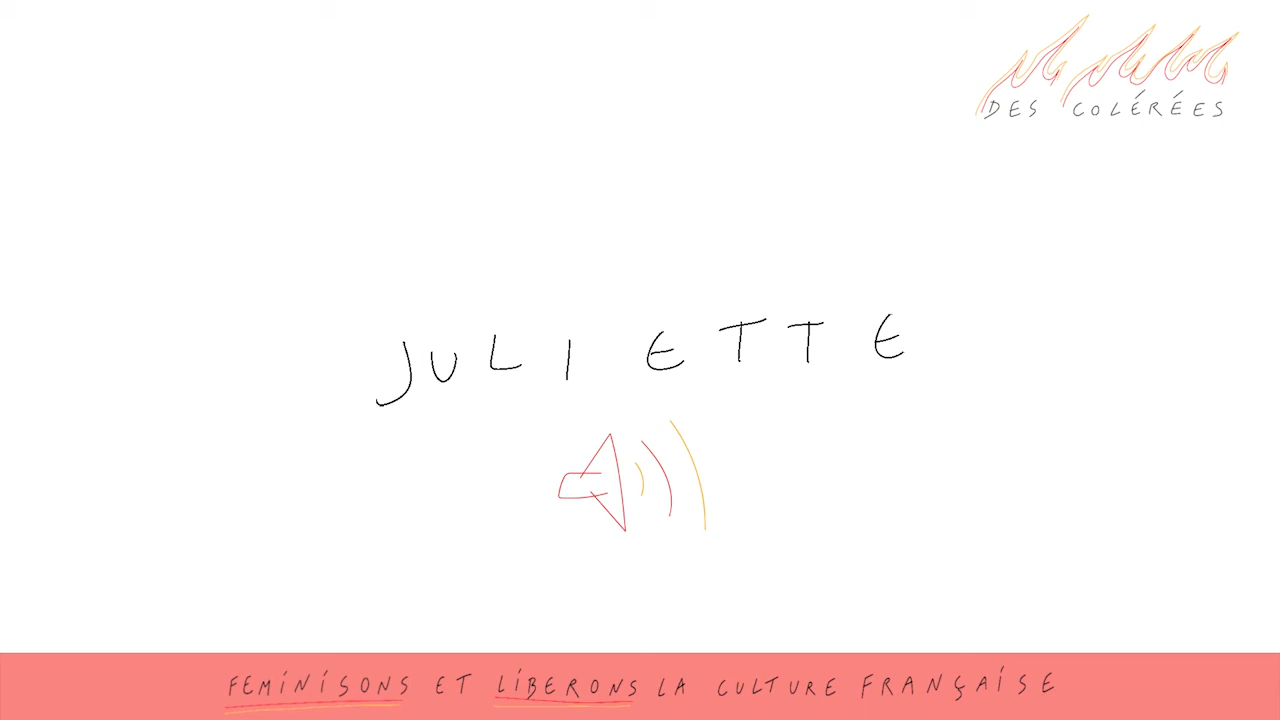 DES COLÉRÉES
JULIETTE
FEMINISONS ET LIBERONS LA CULTURE FRANÇAISE